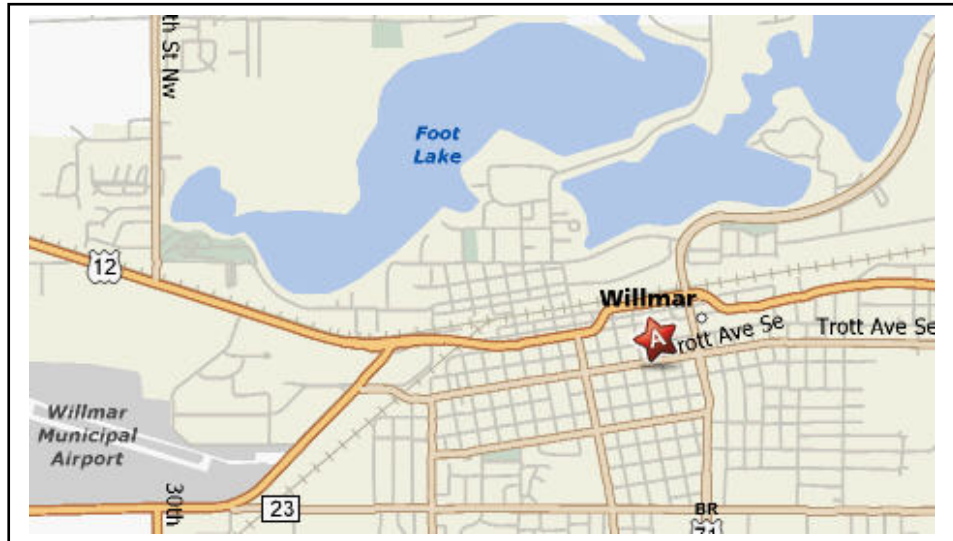 th St Nw
Foot
Lake
12
Willmar
A
Trott Ave Se
Trott Ave Se
Willmar
Municipal
Airport
30th
23
BR
71